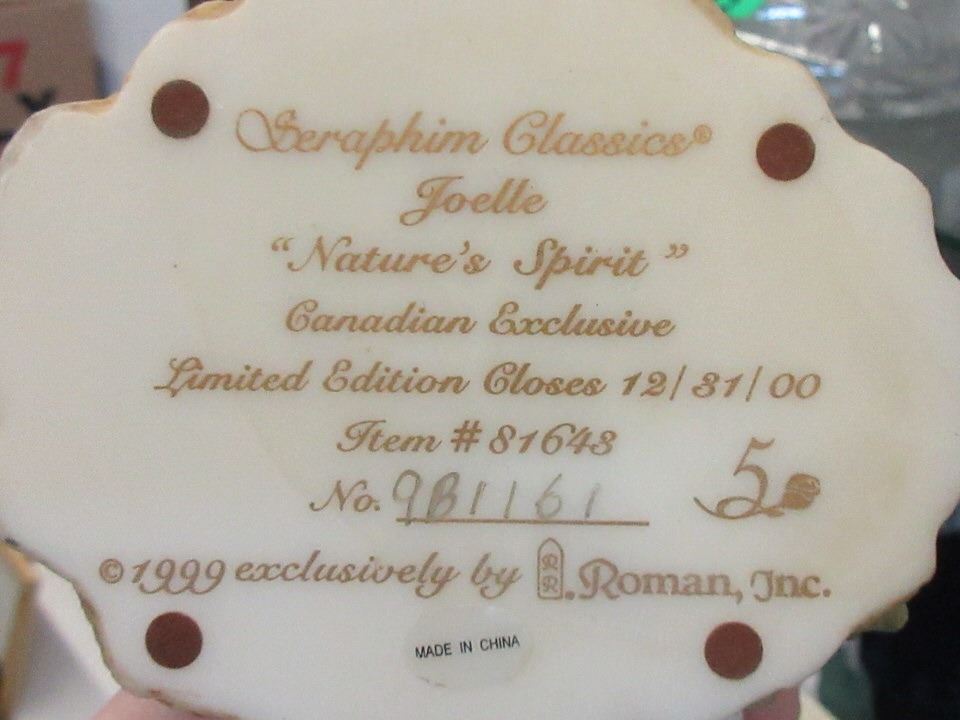 7
Seraphim Classics®
Joelle
“Nature's Spirit”
Canadian Exclusive
Limited Edition Closes 12/31/00
Item # 81643
No. 9B1161
5
©1999 exclusively by Roman, Inc.
MADE IN CHINA